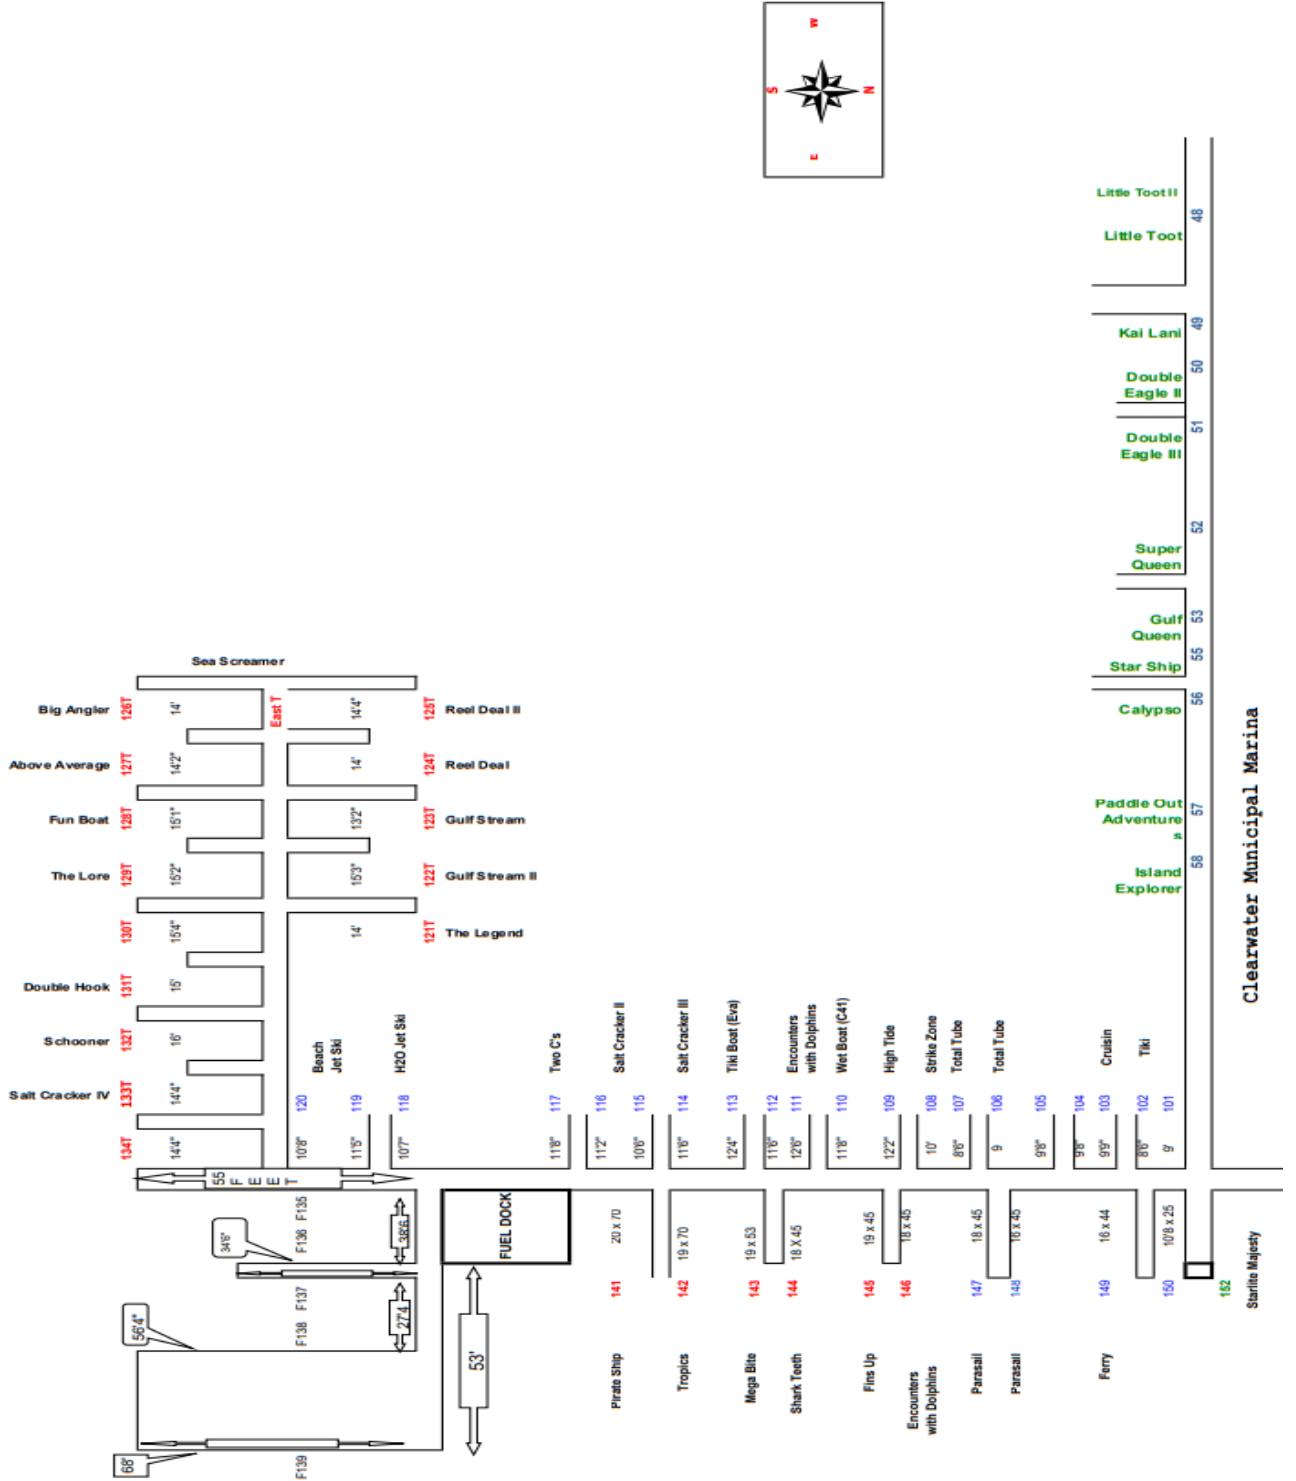 W
S
N
E
Little Toot II
48
Little Toot
Kai Lani
49
50
Double
Eagle II
51
Double
Eagle III
52
Super
Queen
53
Gulf
Queen
55
Star Ship
56
Calypso
57
Paddle Out
Adventure
s
58
Island
Explorer
Clearwater Municipal Marina
Sea Screamer
East T
Big Angler
126T
14'
14'4"
125T
Reel Deal II
Above Average
127T
14'2"
14'
124T
Reel Deal
Fun Boat
128T
15'1"
13'2"
123T
Gulf Stream
The Lore
129T
15'2"
15'3"
122T
Gulf Stream II
130T
15'4"
14'
121T
The Legend
Double Hook
131T
15'
Schooner
132T
16'
Salt Cracker IV
133T
14'4"
134T
14'4"
Beach
Jet Ski
H2O Jet Ski
Two C's
Salt Cracker II
Salt Cracker III
Tiki Boat (Eva)
Encounters
with Dolphins
Wet Boat (C41)
High Tide
Strike Zone
Total Tube
Total Tube
Cruisin
Tiki
120
119
118
117
116
115
114
113
112
111
110
109
108
107
106
105
104
103
102
101
10'8"
11'5"
10'7"
11'8"
11'2"
10'6"
11'6"
12'4"
11'6"
12'6"
11'8"
12'2"
10'
8'6"
9
9'8"
9'8"
9'9"
8'6"
9'
55
F E E T
F135
F136
34'6"
38'6
F137
F138
27'4
56'4"
68'
F139
FUEL DOCK
53'
20 x 70
19 x 70
19 x 53
18 X 45
19 x 45
18 x 45
18 x 45
16 x 45
16 x 44
10'8 x 25
141
142
143
144
145
146
147
148
149
150
152
Pirate Ship
Tropics
Mega Bite
Shark Teeth
Fins Up
Encounters
with Dolphins
Parasail
Parasail
Ferry
Starlite Majesty